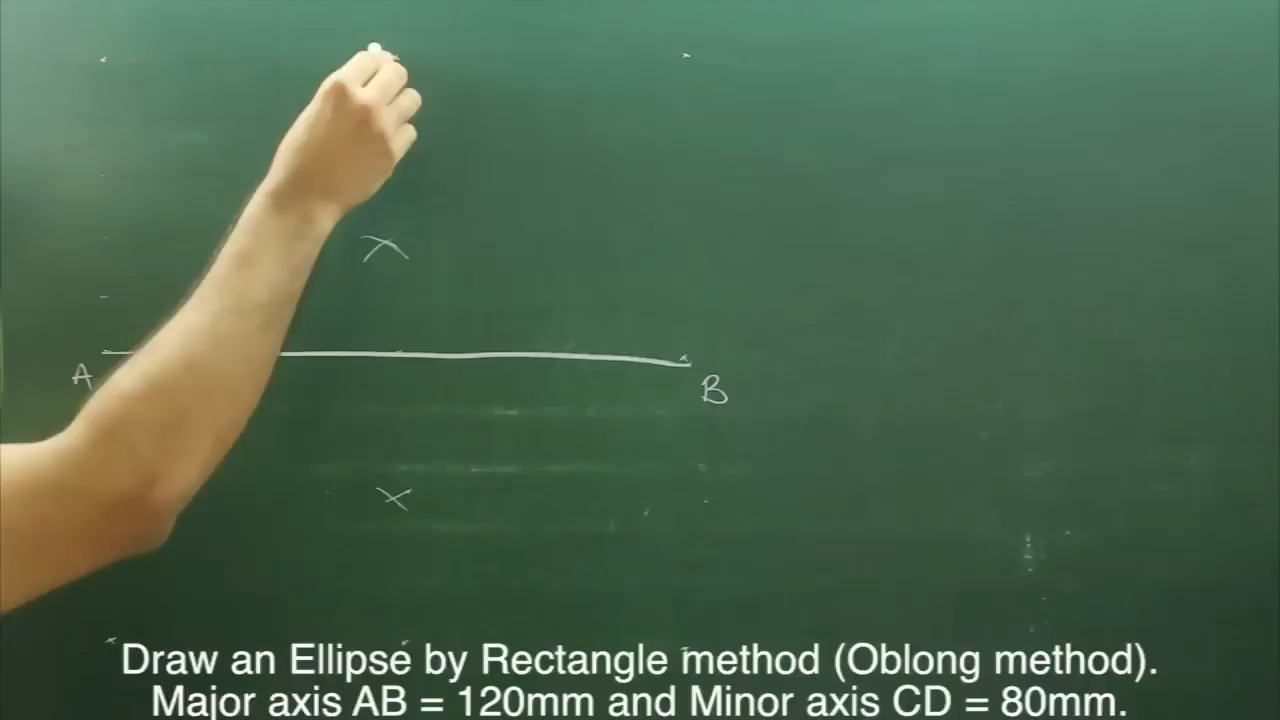 A
B
Draw an Ellipse by Rectangle method (Oblong method).
Major axis AB = 120mm and Minor axis CD = 80mm.